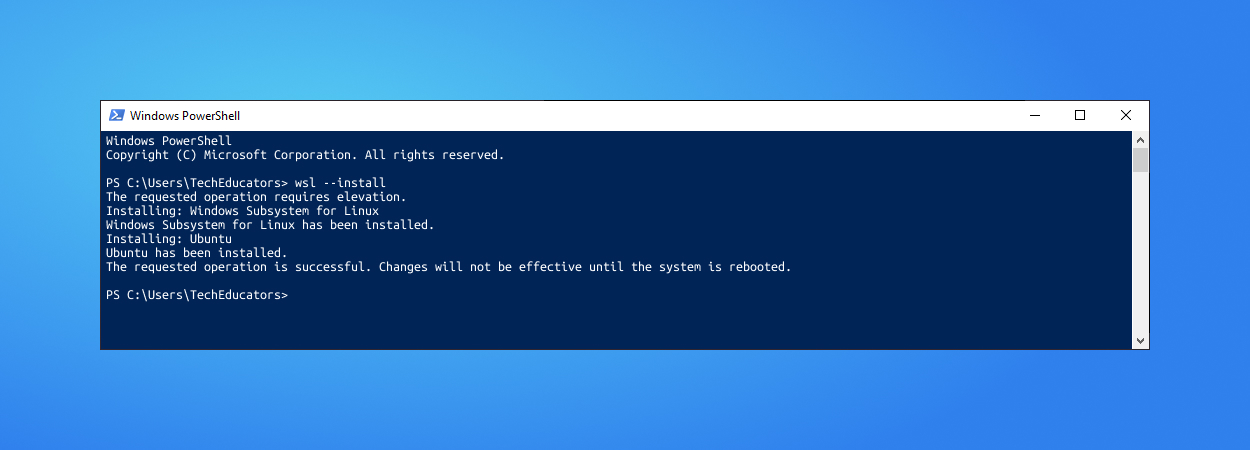 Windows PowerShell
Windows PowerShell
Copyright (C) Microsoft Corporation. All rights reserved.
PS C:\Users\TechEducators> wsl --install
The requested operation requires elevation.
Installing: Windows Subsystem for Linux
Windows Subsystem for Linux has been installed.
Installing: Ubuntu
Ubuntu has been installed.
The requested operation is successful. Changes will not be effective until the system is rebooted.
PS C:\Users\TechEducators>